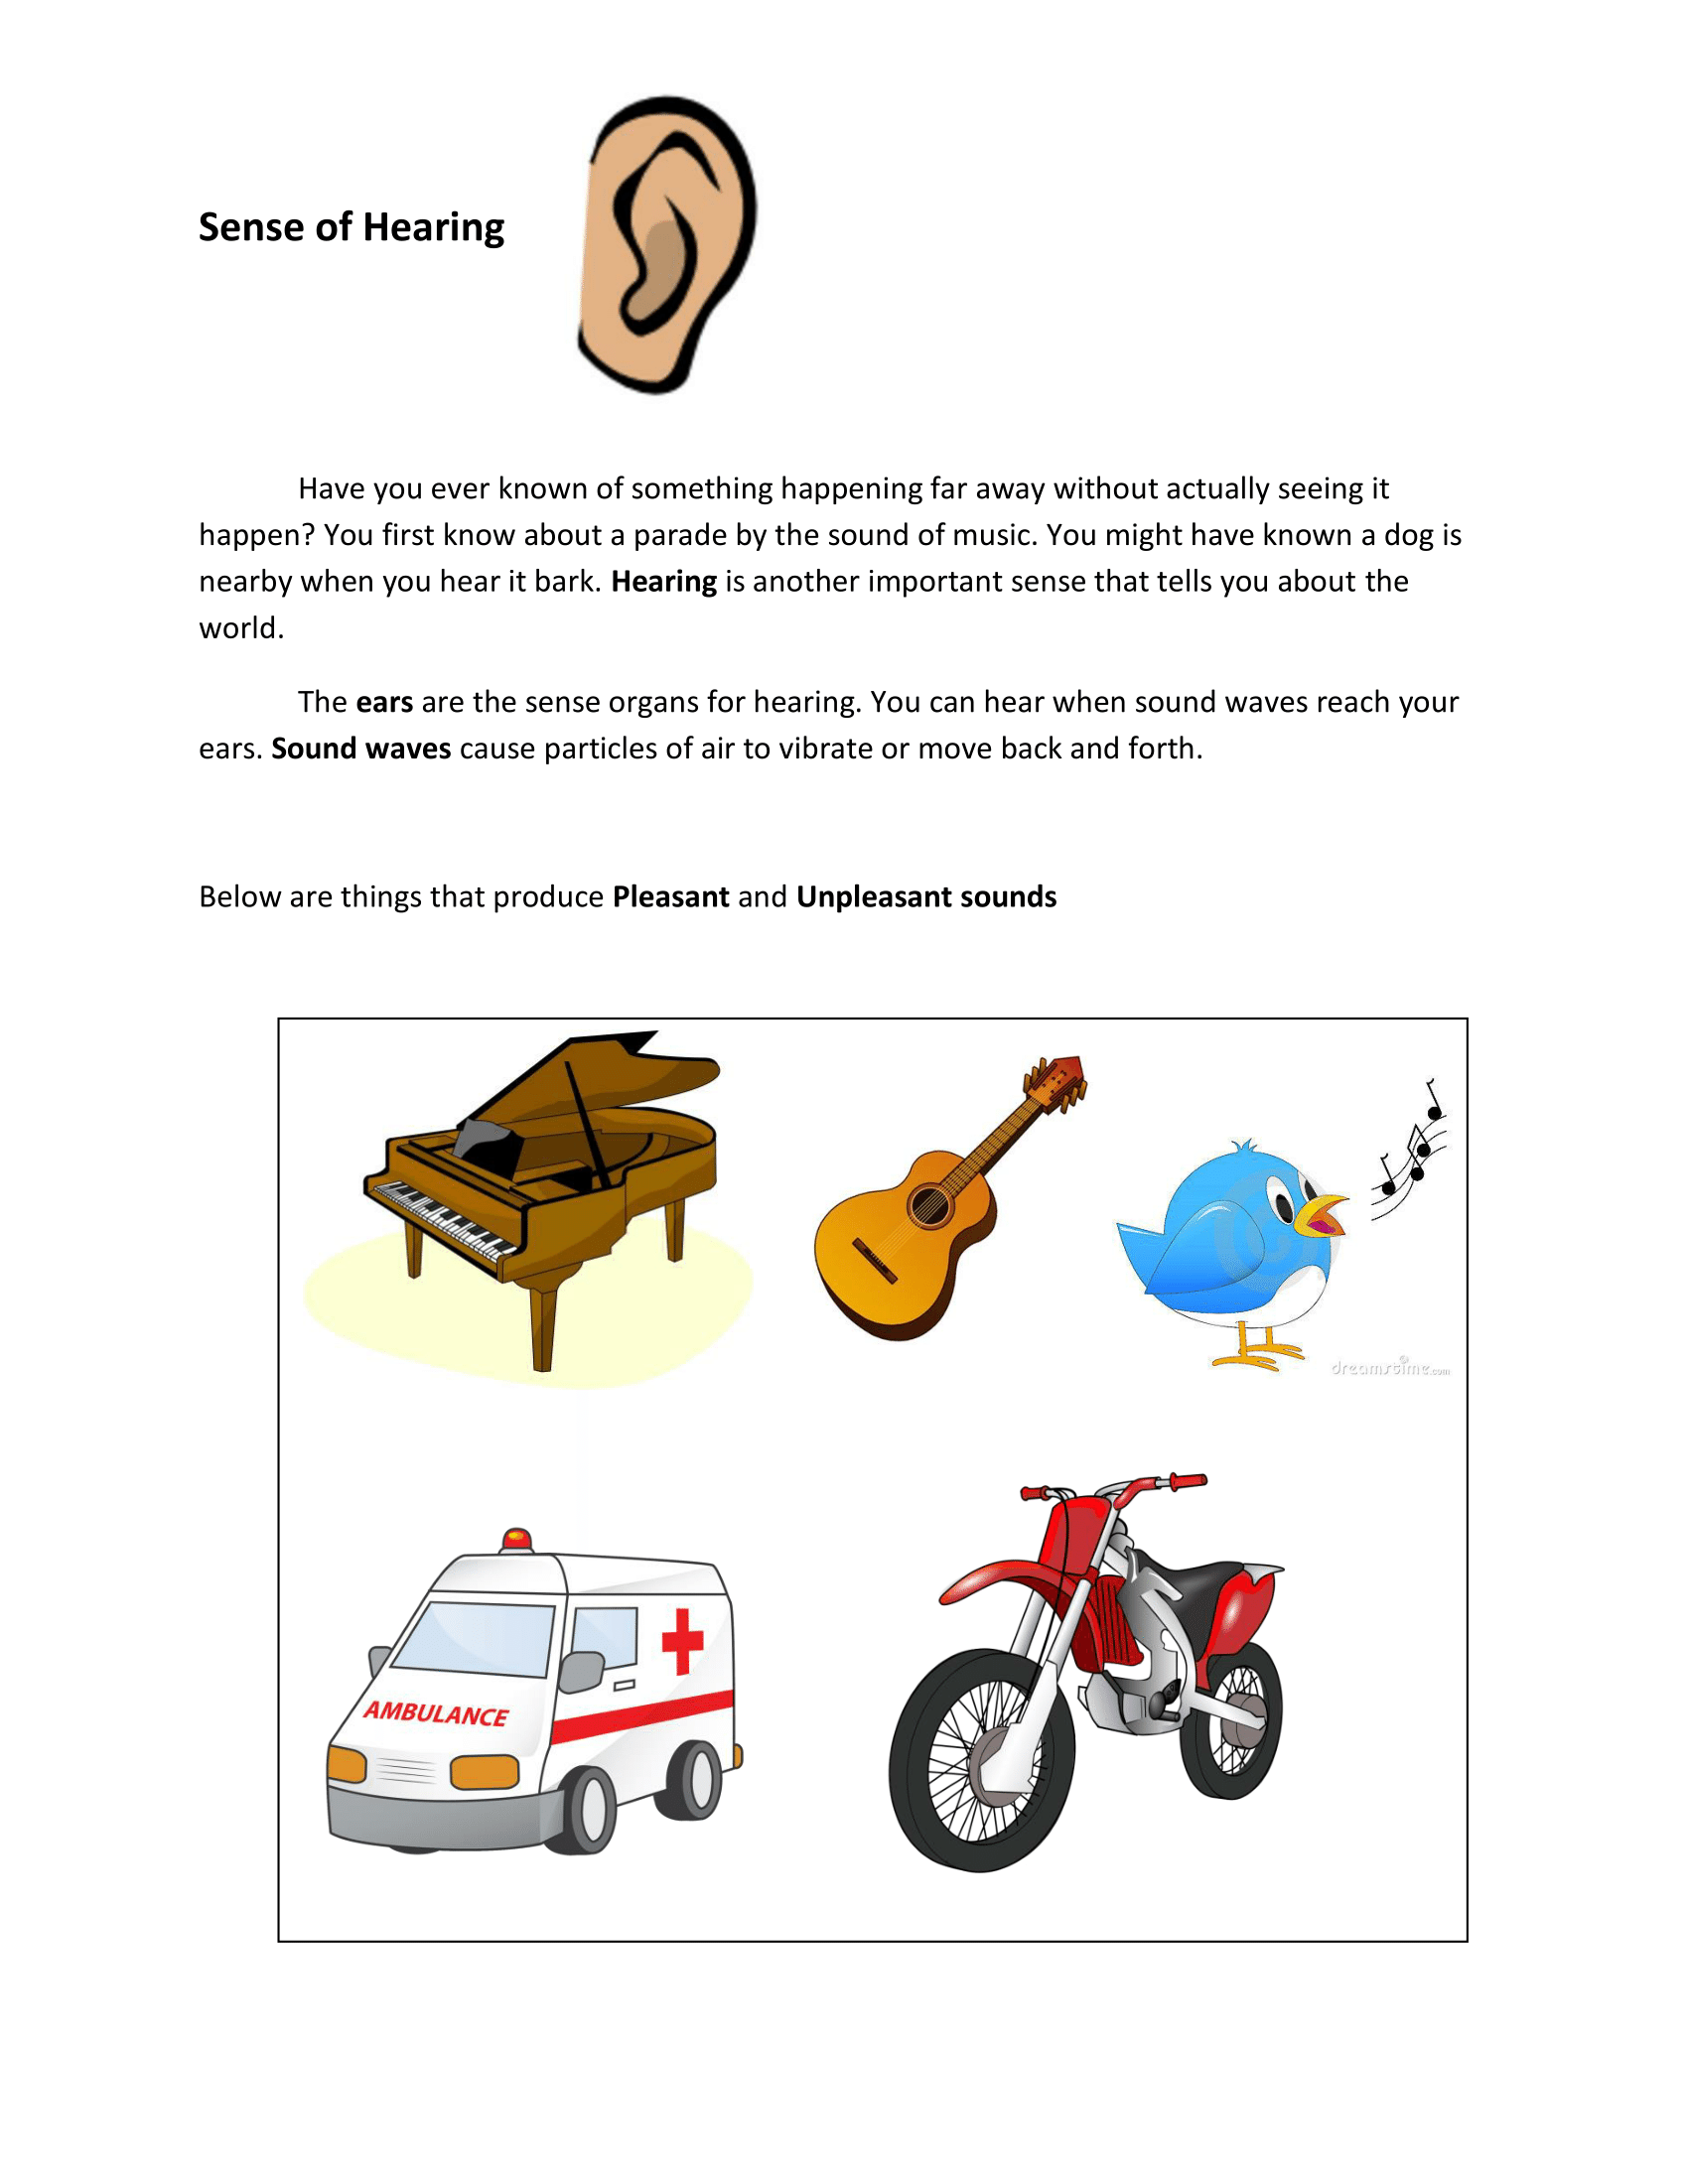 Sense of Hearing
Have you ever known of something happening far away without actually seeing it
happen? You first know about a parade by the sound of music. You might have known a dog is
nearby when you hear it bark. Hearing is another important sense that tells you about the
world.
The ears are the sense organs for hearing. You can hear when sound waves reach your
ears. Sound waves cause particles of air to vibrate or move back and forth.
Below are things that produce Pleasant and Unpleasant sounds
dreamstime.com
AMBULANCE